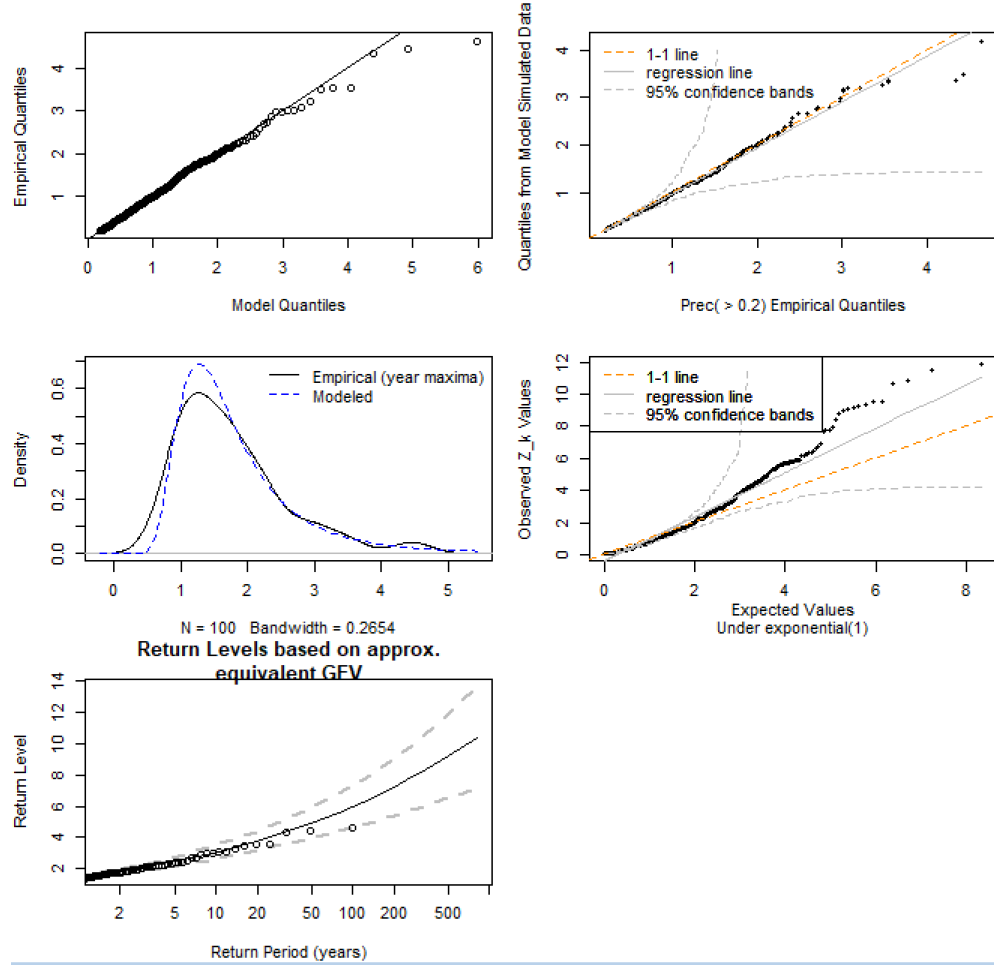 Empirical Quantiles
4
3
2
1
0 1 2 3 4 5 6
Model Quantiles
Quantiles from Model Simulated Data
4
3
2
1
1-1 line
regression line
95% confidence bands
1 2 3 4
Prec( > 0.2) Empirical Quantiles
Density
0.6
0.4
0.2
0.0
Empirical (year maxima)
Modeled
0 1 2 3 4 5
N = 100 Bandwidth = 0.2654
Observed Z_k Values
12
10
8
6
4
2
0
1-1 line
regression line
95% confidence bands
0 2 4 6 8
Expected Values
Under exponential(1)
Return Levels based on approx.
equivalent GEV
Return Level
14
12
10
8
6
4
2
2 5 10 20 50 100 200 500
Return Period (years)